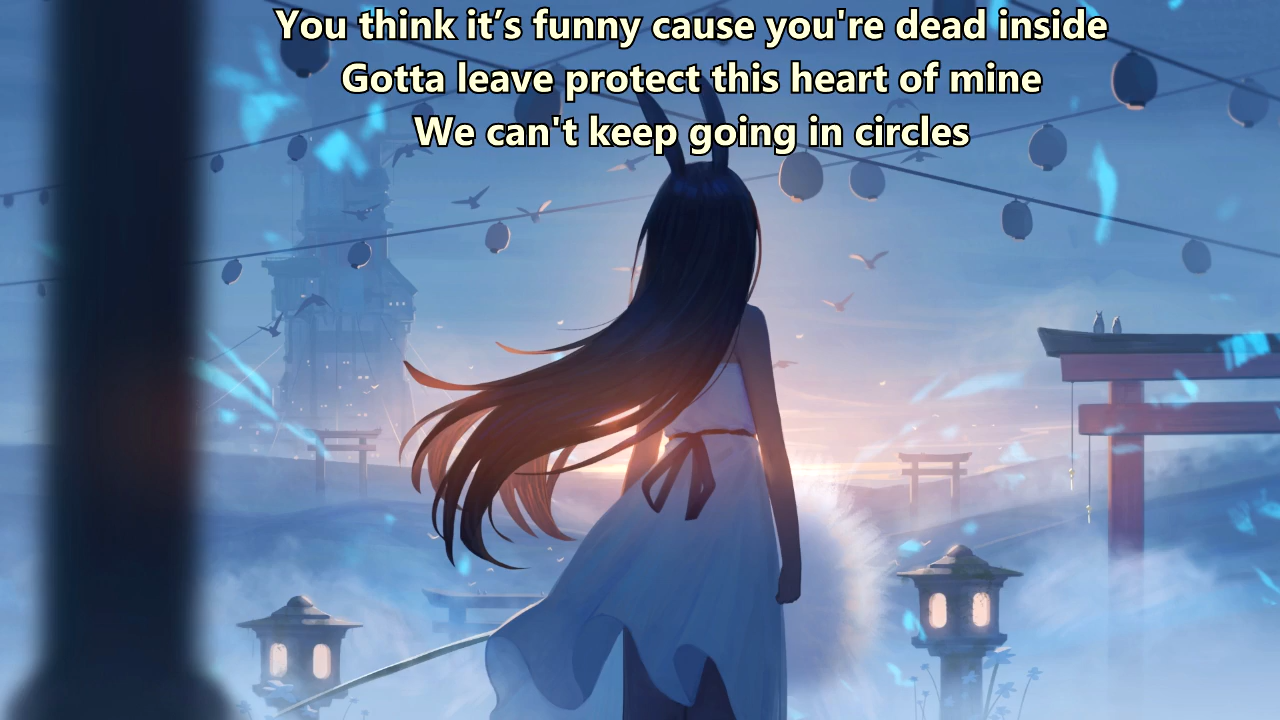 You think it’s funny cause you're dead inside
Gotta leave protect this heart of mine
We can't keep going in circles